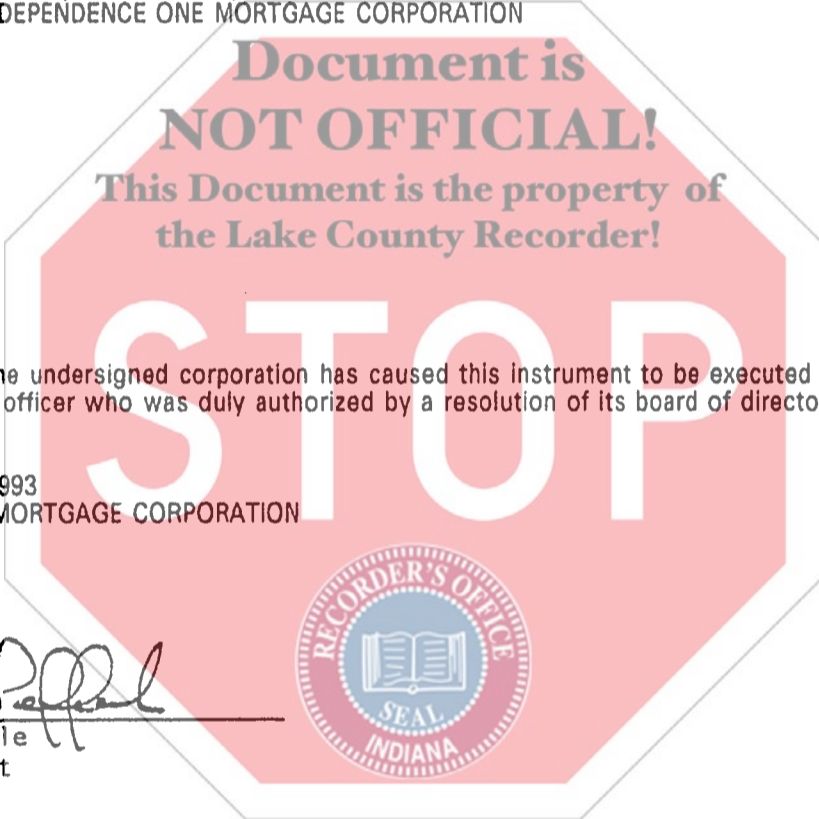 DEPENDENCE ONE MORTGAGE CORPORATION
Document is
NOT OFFICIAL!
This Document is the property of
the Lake County Recorder!
STOP
he undersigned corporation has caused this instrument to be executed
officer who was duly authorized by a resolution of its board of directo
993
MORTGAGE CORPORATION
RECORDER'S OFFICE
SEAL
INDIANA
le
t